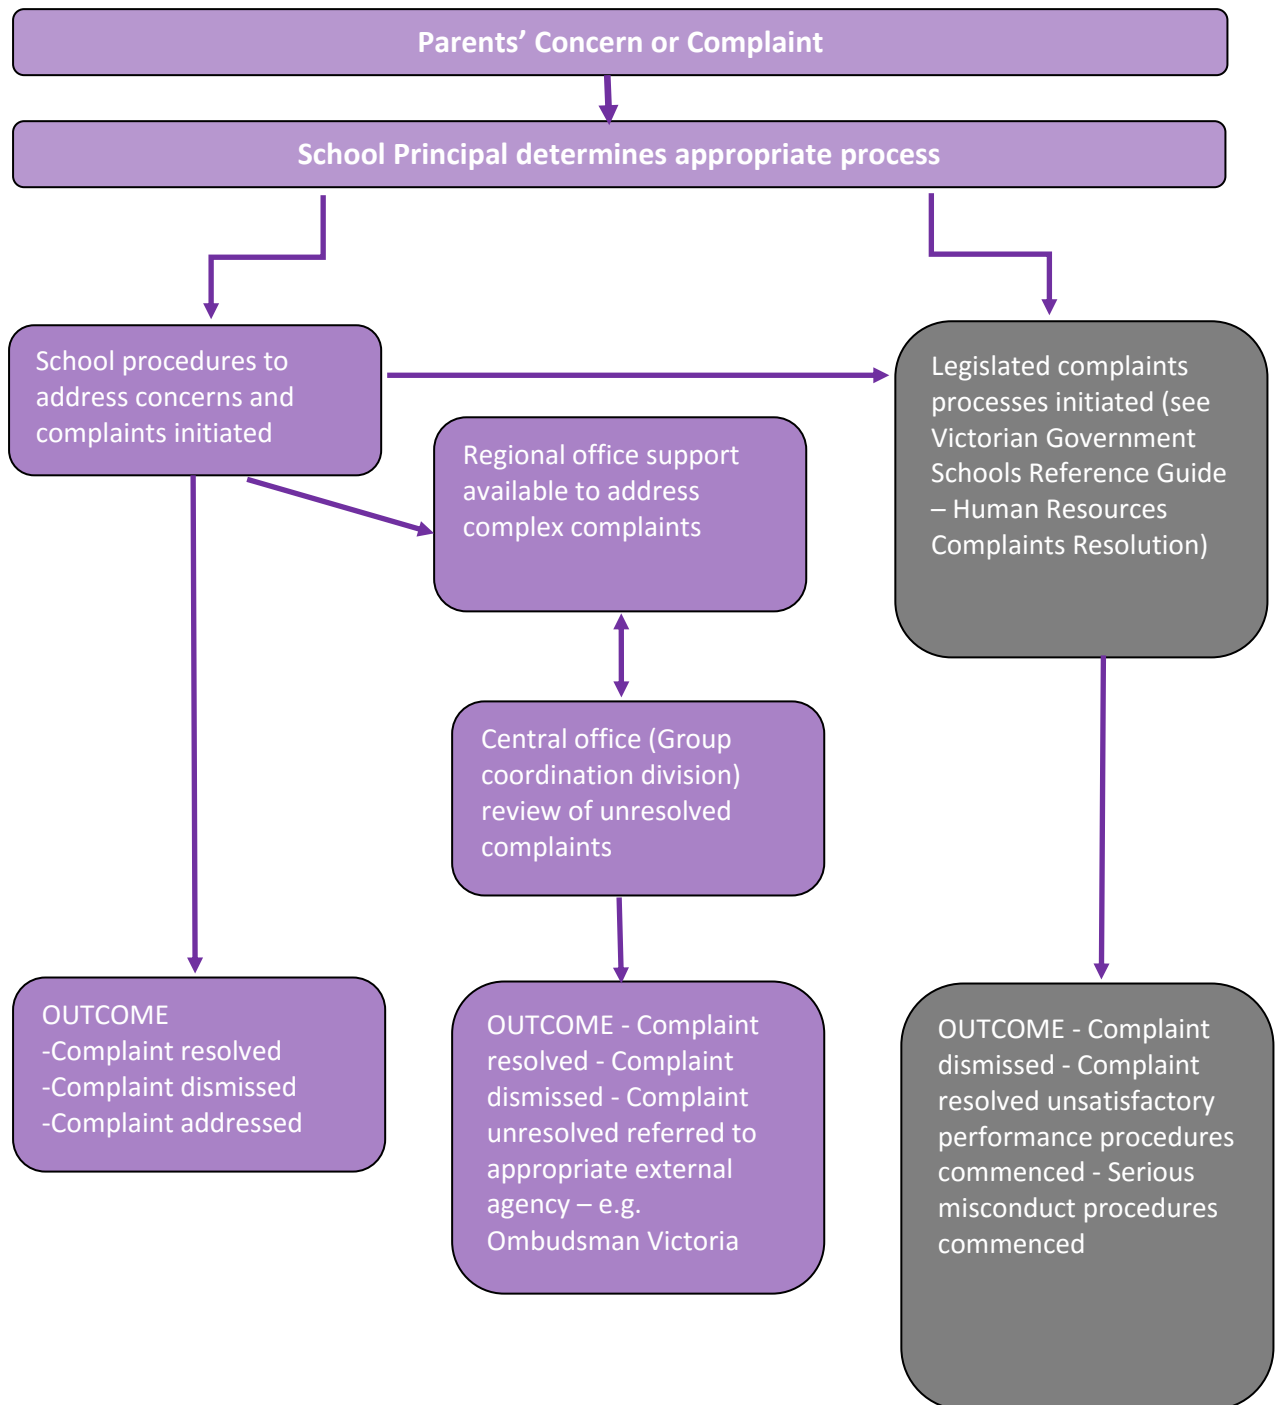 Parents’ Concern or Complaint
School Principal determines appropriate process
School procedures to
address concerns and
complaints initiated
Regional office support
available to address
complex complaints
Legislated complaints
processes initiated (see
Victorian Government
Schools Reference Guide
– Human Resources
Complaints Resolution)
Central office (Group
coordination division)
review of unresolved
complaints
OUTCOME
-Complaint resolved
-Complaint dismissed
-Complaint addressed
OUTCOME - Complaint
resolved - Complaint
dismissed - Complaint
unresolved referred to
appropriate external
agency – e.g.
Ombudsman Victoria
OUTCOME - Complaint
dismissed - Complaint
resolved unsatisfactory
performance procedures
commenced - Serious
misconduct procedures
commenced